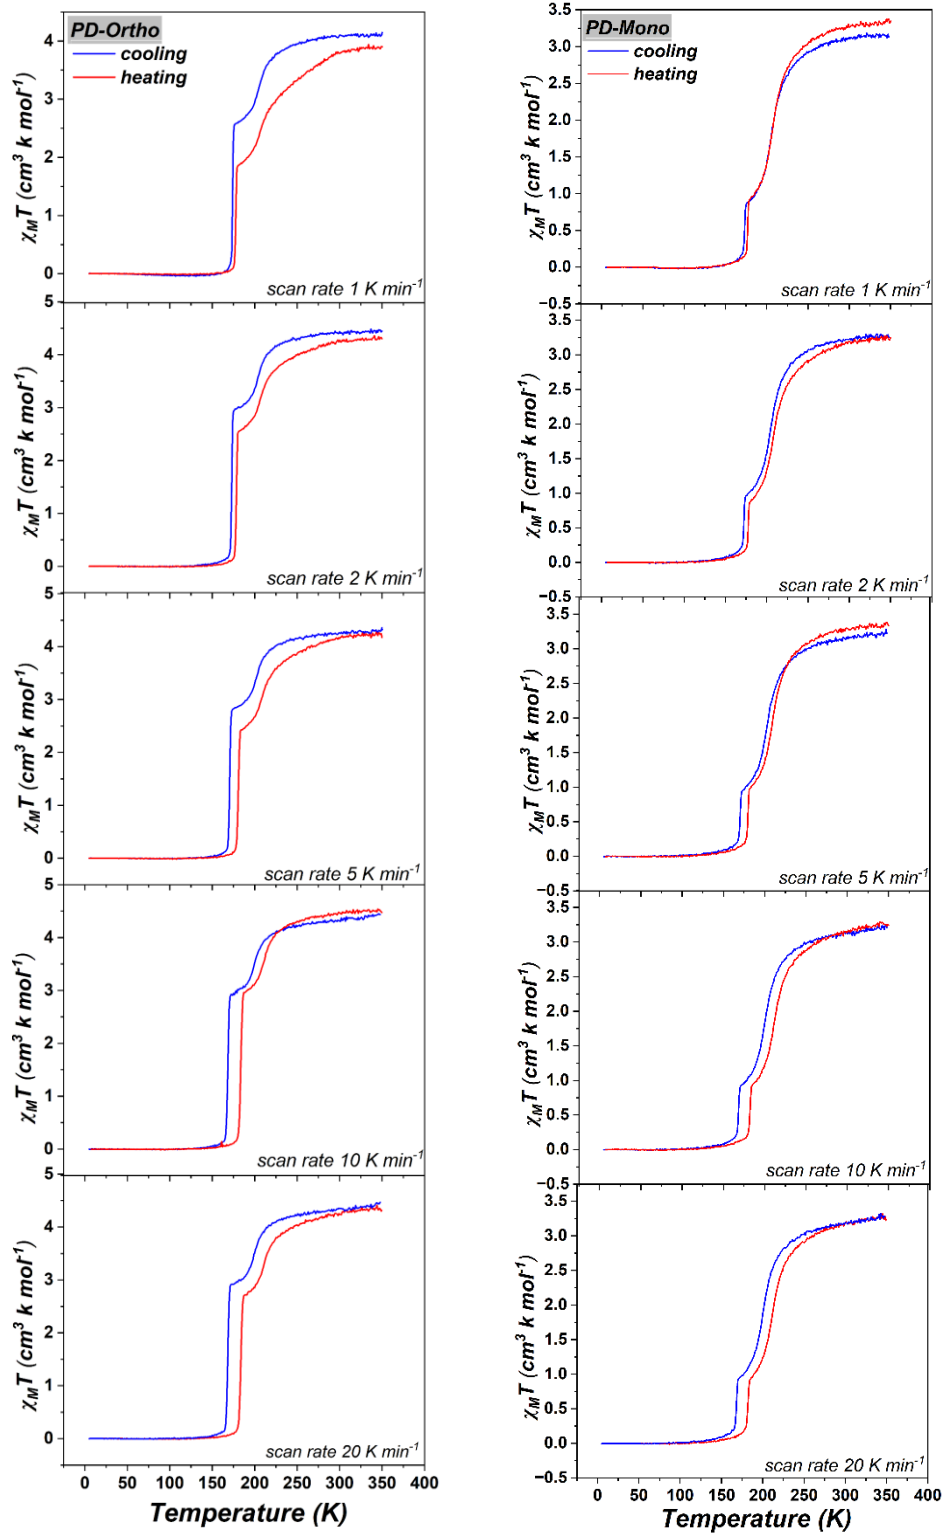 PD-Ortho
cooling
heating
4
3
2
1
0
χMT (cm³ k mol⁻¹)
scan rate 1 K min⁻¹
5
4
3
2
1
0
χMT (cm³ k mol⁻¹)
scan rate 2 K min⁻¹
5
4
3
2
1
0
χMT (cm³ k mol⁻¹)
scan rate 5 K min⁻¹
5
4
3
2
1
0
χMT (cm³ k mol⁻¹)
scan rate 10 K min⁻¹
5
4
3
2
1
0
χMT (cm³ k mol⁻¹)
scan rate 20 K min⁻¹
0 50 100 150 200 250 300 350 400
Temperature (K)
PD-Mono
cooling
heating
3.5
3.0
2.5
2.0
1.5
1.0
0.5
0.0
−0.5
χMT (cm³ k mol⁻¹)
scan rate 1 K min⁻¹
3.5
3.0
2.5
2.0
1.5
1.0
0.5
0.0
−0.5
χMT (cm³ k mol⁻¹)
scan rate 2 K min⁻¹
3.5
3.0
2.5
2.0
1.5
1.0
0.5
0.0
−0.5
χMT (cm³ k mol⁻¹)
scan rate 5 K min⁻¹
3.5
3.0
2.5
2.0
1.5
1.0
0.5
0.0
−0.5
χMT (cm³ k mol⁻¹)
scan rate 10 K min⁻¹
3.5
3.0
2.5
2.0
1.5
1.0
0.5
0.0
−0.5
χMT (cm³ k mol⁻¹)
scan rate 20 K min⁻¹
0 50 100 150 200 250 300 350 400
Temperature (K)